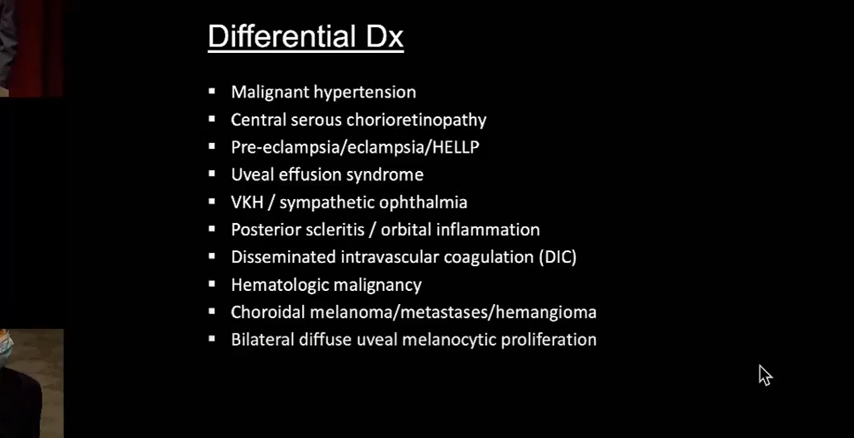 Differential Dx
▪ Malignant hypertension
▪ Central serous chorioretinopathy
▪ Pre-eclampsia/eclampsia/HELLP
▪ Uveal effusion syndrome
▪ VKH / sympathetic ophthalmia
▪ Posterior scleritis / orbital inflammation
▪ Disseminated intravascular coagulation (DIC)
▪ Hematologic malignancy
▪ Choroidal melanoma/metastases/hemangioma
▪ Bilateral diffuse uveal melanocytic proliferation